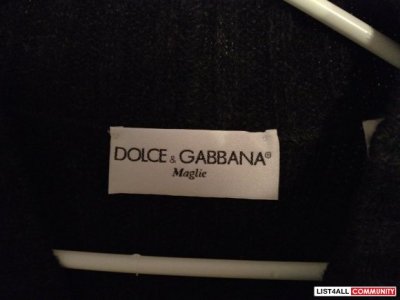 DOLCE & GABBANA®
Maglie
LIST4ALL COMMUNITY